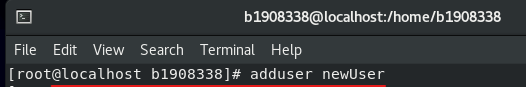 b1908338@localhost:/home/b1908338
File Edit View Search Terminal Help
[root@localhost b1908338]# adduser newUser